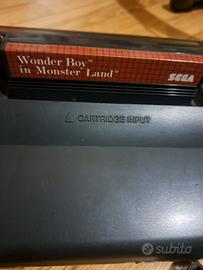 Wonder Boy™
in Monster Land™
SEGA
△ CARTRIDGE INPUT
subito